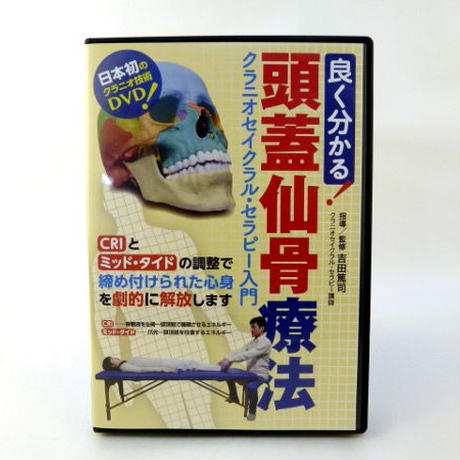 日本初の
クラニオ技術
DVD!
良く分かる!
頭蓋仙骨療法
クラニオセイクラル・セラピー入門
指導/監修 吉田篤司
クラニオセイクラル・セラピー講師
CRIと
ミッド・タイドの調整で
締め付けられた心身
を劇的に解放します
CRI
ミッド・タイド